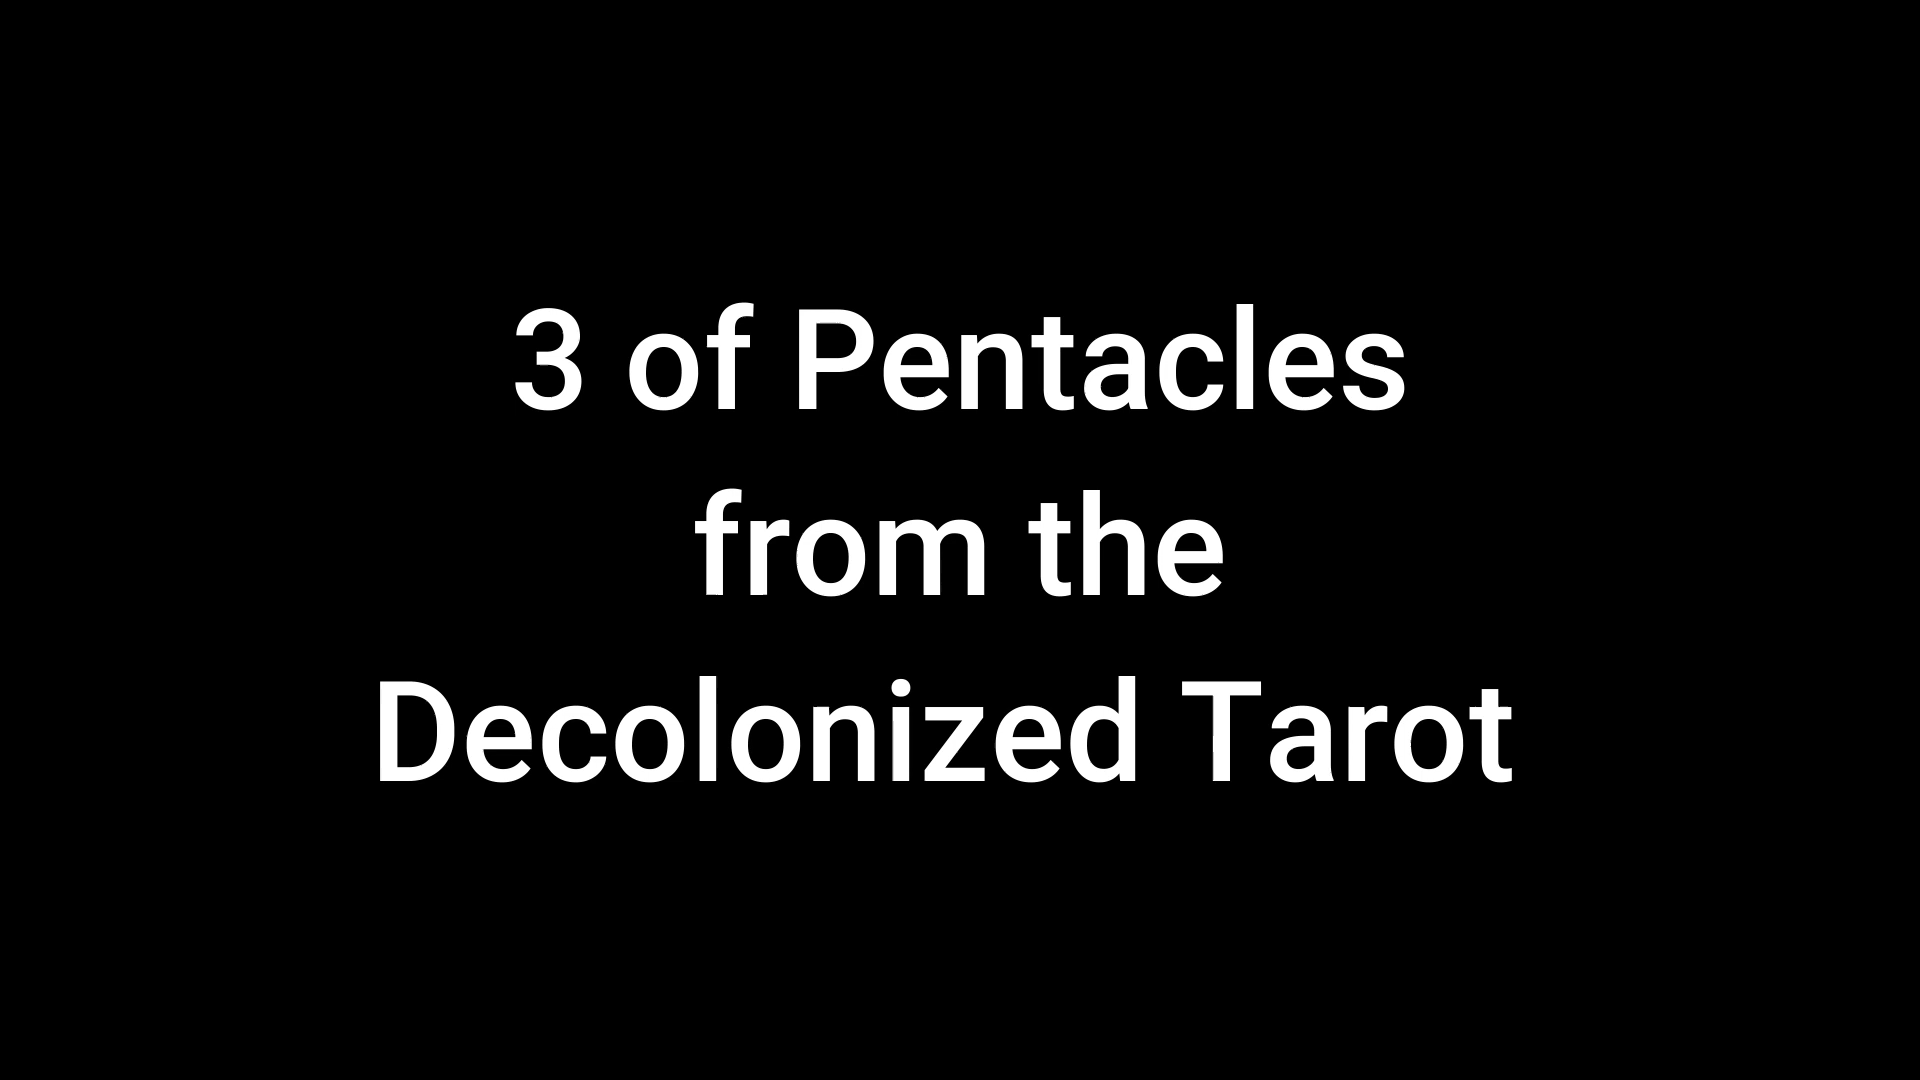 3 of Pentacles
from the
Decolonized Tarot